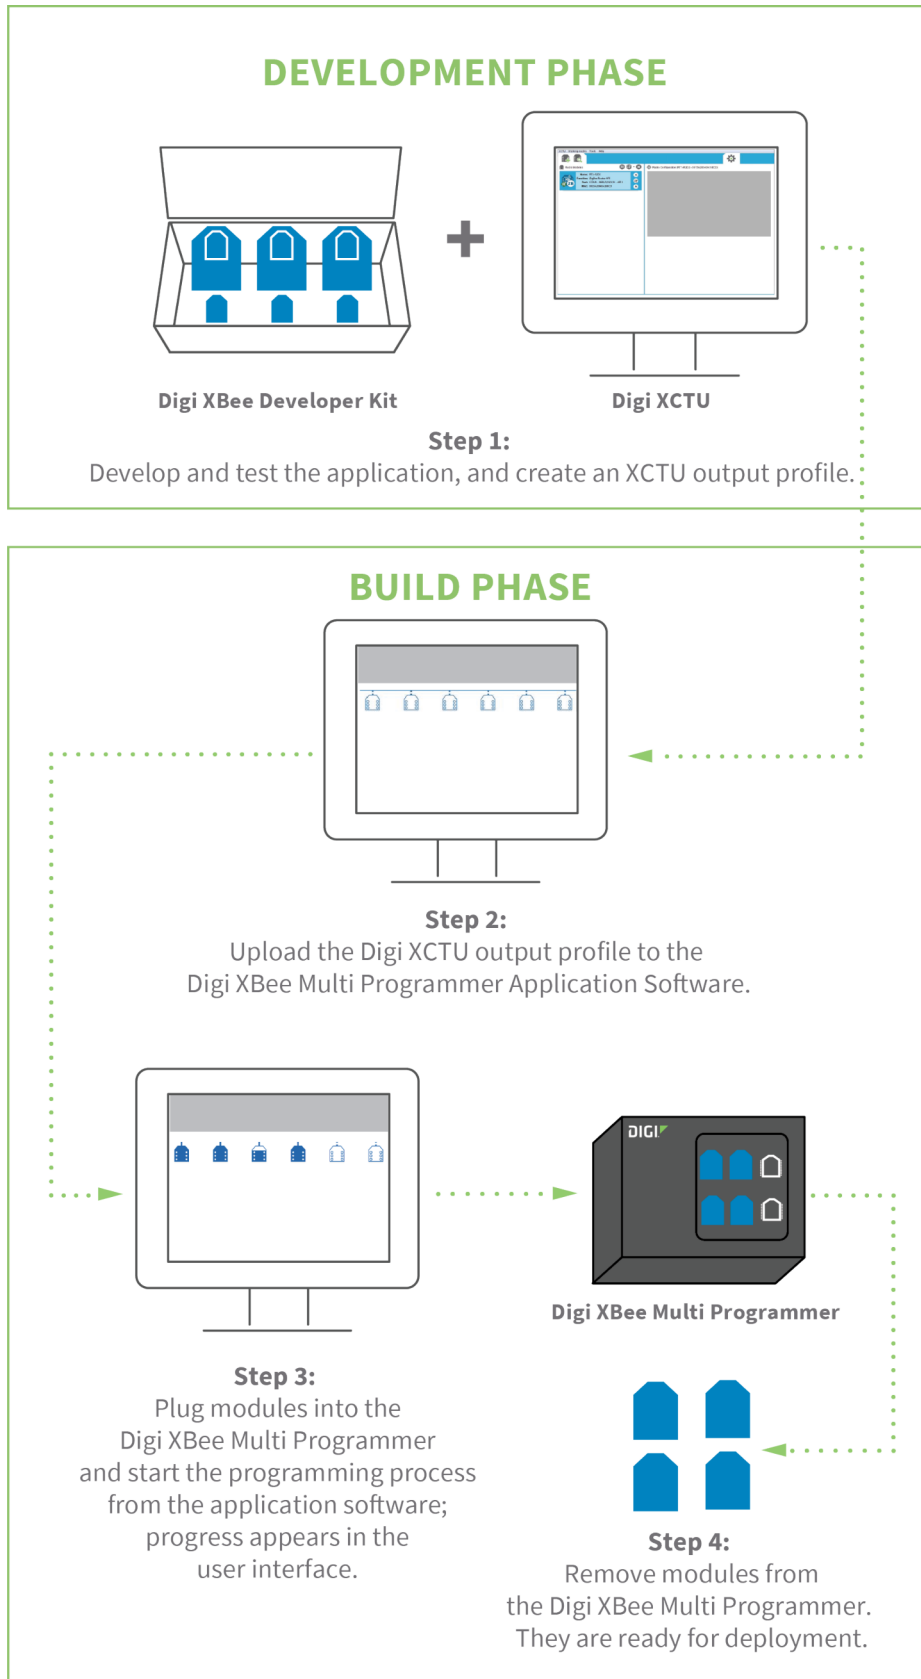 DEVELOPMENT PHASE
Digi XBee Developer Kit
Digi XCTU
Step 1:
Develop and test the application, and create an XCTU output profile.
BUILD PHASE
Step 2:
Upload the Digi XCTU output profile to the
Digi XBee Multi Programmer Application Software.
DIGI
Digi XBee Multi Programmer
Step 3:
Plug modules into the
Digi XBee Multi Programmer
and start the programming process
from the application software;
progress appears in the
user interface.
Step 4:
Remove modules from
the Digi XBee Multi Programmer.
They are ready for deployment.